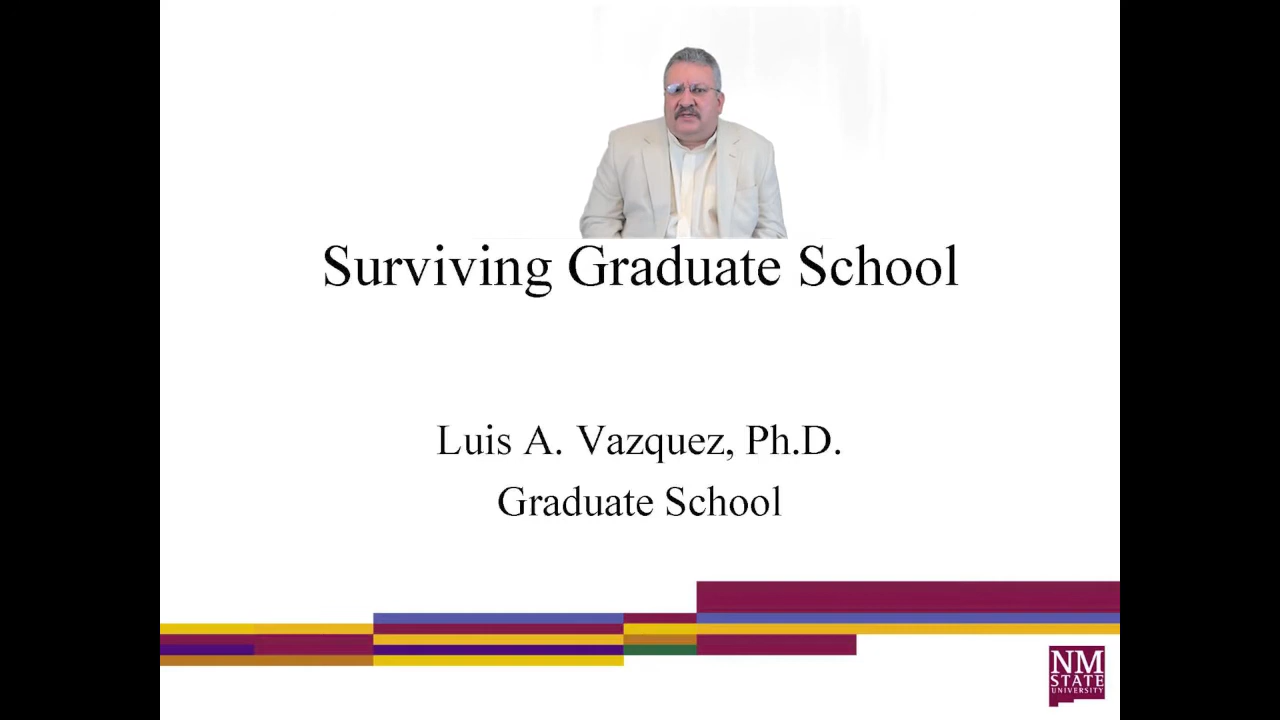 Surviving Graduate School
Luis A. Vazquez, Ph.D.
Graduate School
NM
STATE
UNIVERSITY